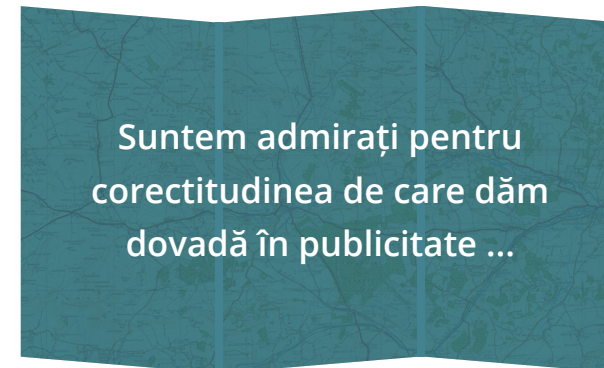 Suntem admirați pentru
corectitudinea de care dăm
dovadă în publicitate ...